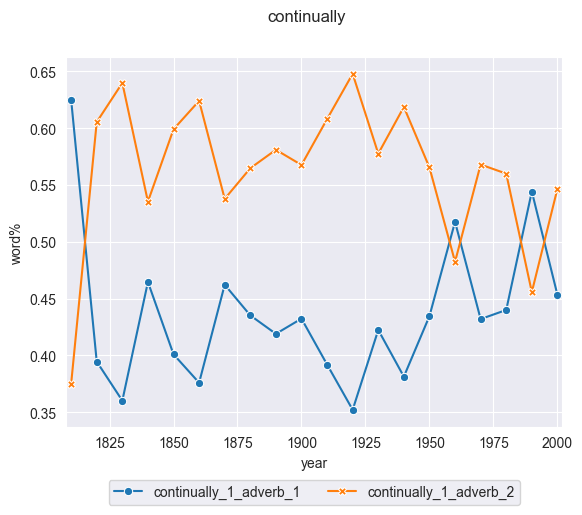 continually
0.65
0.60
0.55
0.50
0.45
0.40
0.35
word%
1825 1850 1875 1900 1925 1950 1975 2000
year
continually_1_adverb_1 continually_1_adverb_2